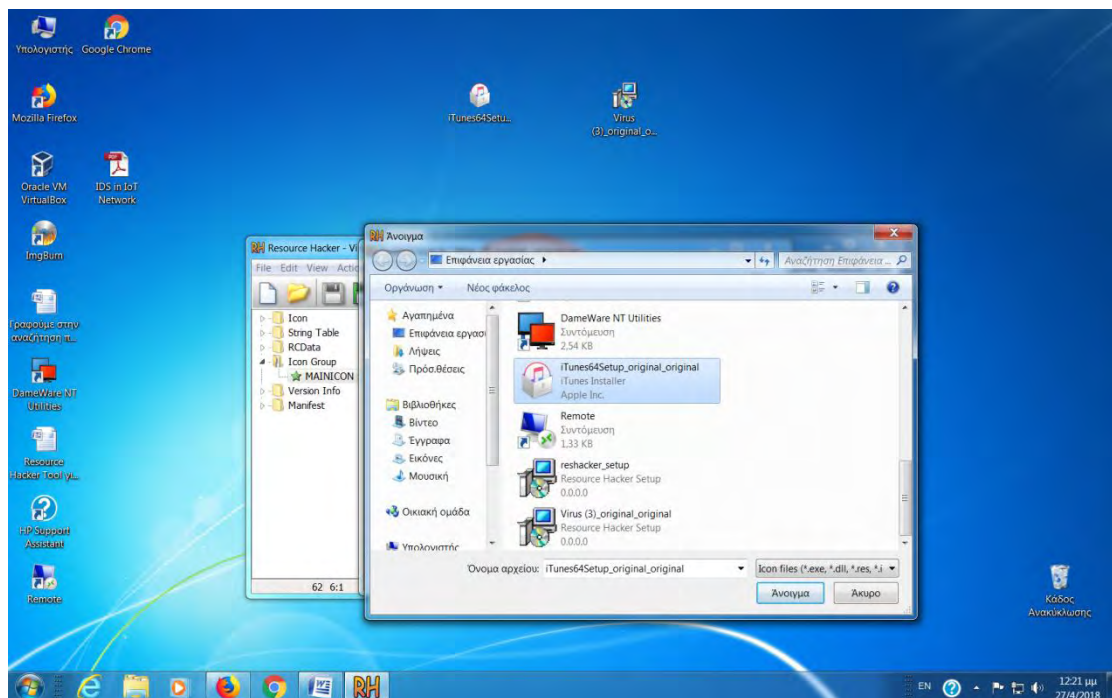 Υπολογιστής
Google Chrome
Mozilla Firefox
iTunes64Setu...
Virus
(3)_original_o...
Oracle VM
VirtualBox
IDS in IoT
Network
ImgBurn
Γραφουμε στην
αναζήτηση π...
DameWare NT
Utilities
Resource
Hacker Tool γι...
HP Support
Assistant
Remote
Resource Hacker - Vi
File Edit View Actio
Icon
String Table
RCData
Icon Group
MAINICON
Version Info
Manifest
62 6:1
Άνοιγμα
Επιφάνεια εργασίας
Αναζήτηση Επιφάνεια ...
Οργάνωση
Νέος φάκελος
Αγαπημένα
Επιφάνεια εργασ
Λήψεις
Πρόσ.θέσεις
Βιβλιοθήκες
Βίντεο
Έγγραφα
Εικόνες
Μουσική
Οικιακή ομάδα
Υπολογιστής
DameWare NT Utilities
Συντόμευση
2,54 KB
iTunes64Setup_original_original
iTunes Installer
Apple Inc.
Remote
Συντόμευση
1,33 KB
reshacker_setup
Resource Hacker Setup
0.0.0.0
Virus (3)_original_original
Resource Hacker Setup
0.0.0.0
Όνομα αρχείου: iTunes64Setup_original_original
Icon files (*.exe, *.dll, *.res, *.i
Άνοιγμα
Άκυρο
Κάδος
Ανακύκλωσης
EN
12:21 μμ
27/4/2018